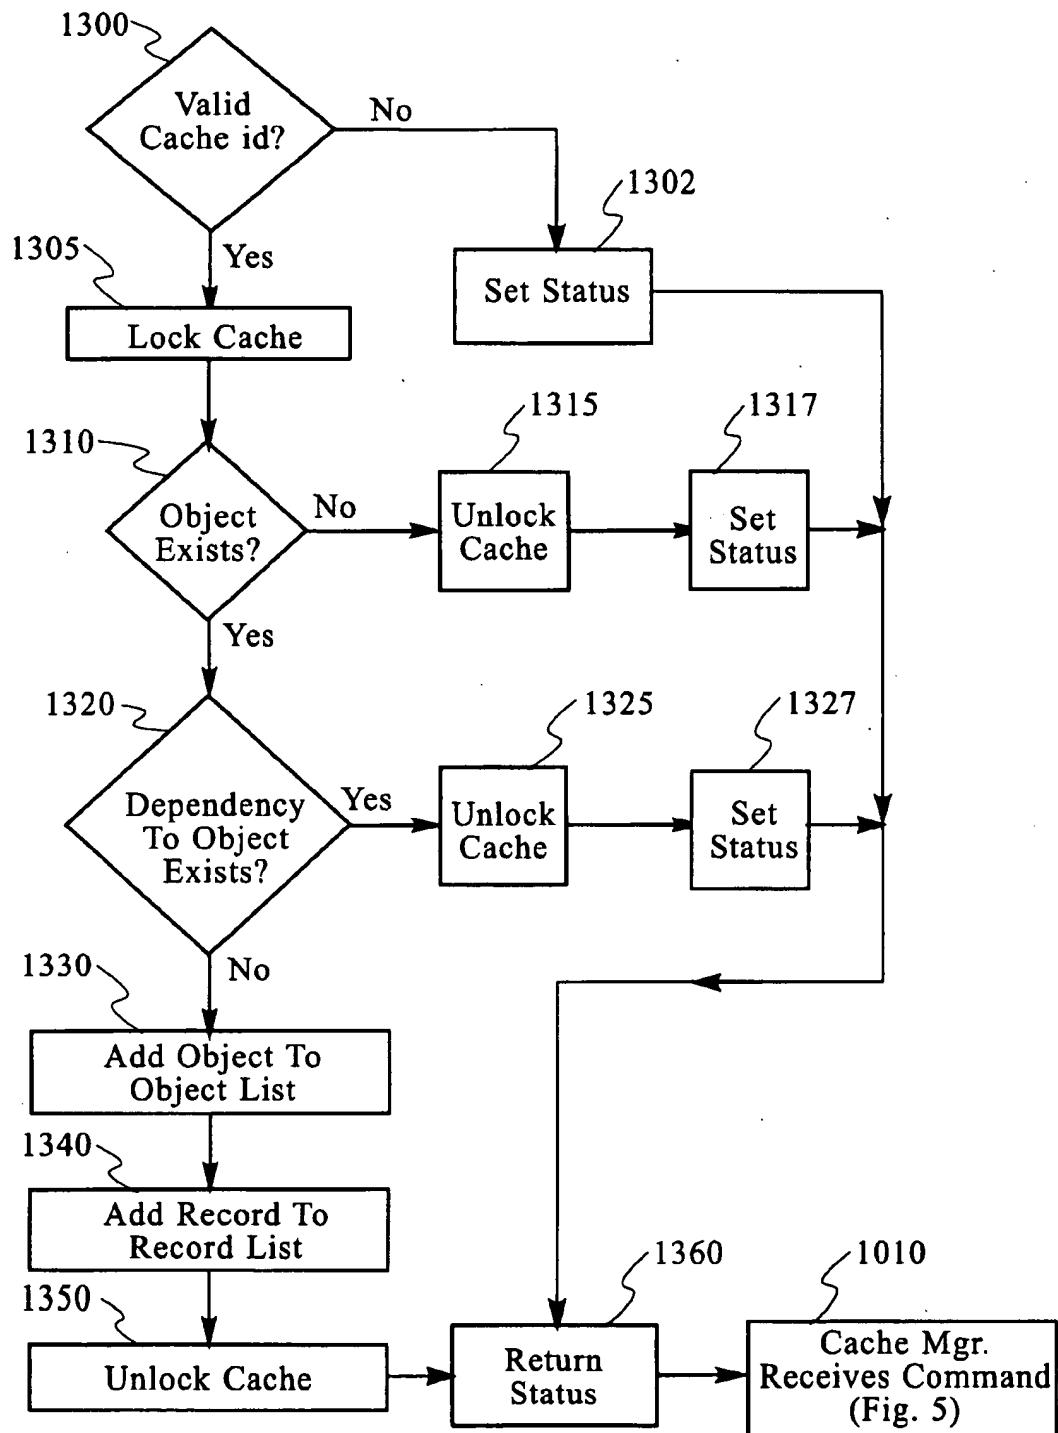 1300
Valid
Cache id?
No
1302
Set Status
1305
Yes
Lock Cache
1310
Object
Exists?
No
1315
Unlock
Cache
1317
Set
Status
Yes
1320
Dependency
To Object
Exists?
Yes
1325
Unlock
Cache
1327
Set
Status
No
1330
Add Object To
Object List
1340
Add Record To
Record List
1350
Unlock Cache
1360
Return
Status
1010
Cache Mgr.
Receives Command
(Fig. 5)